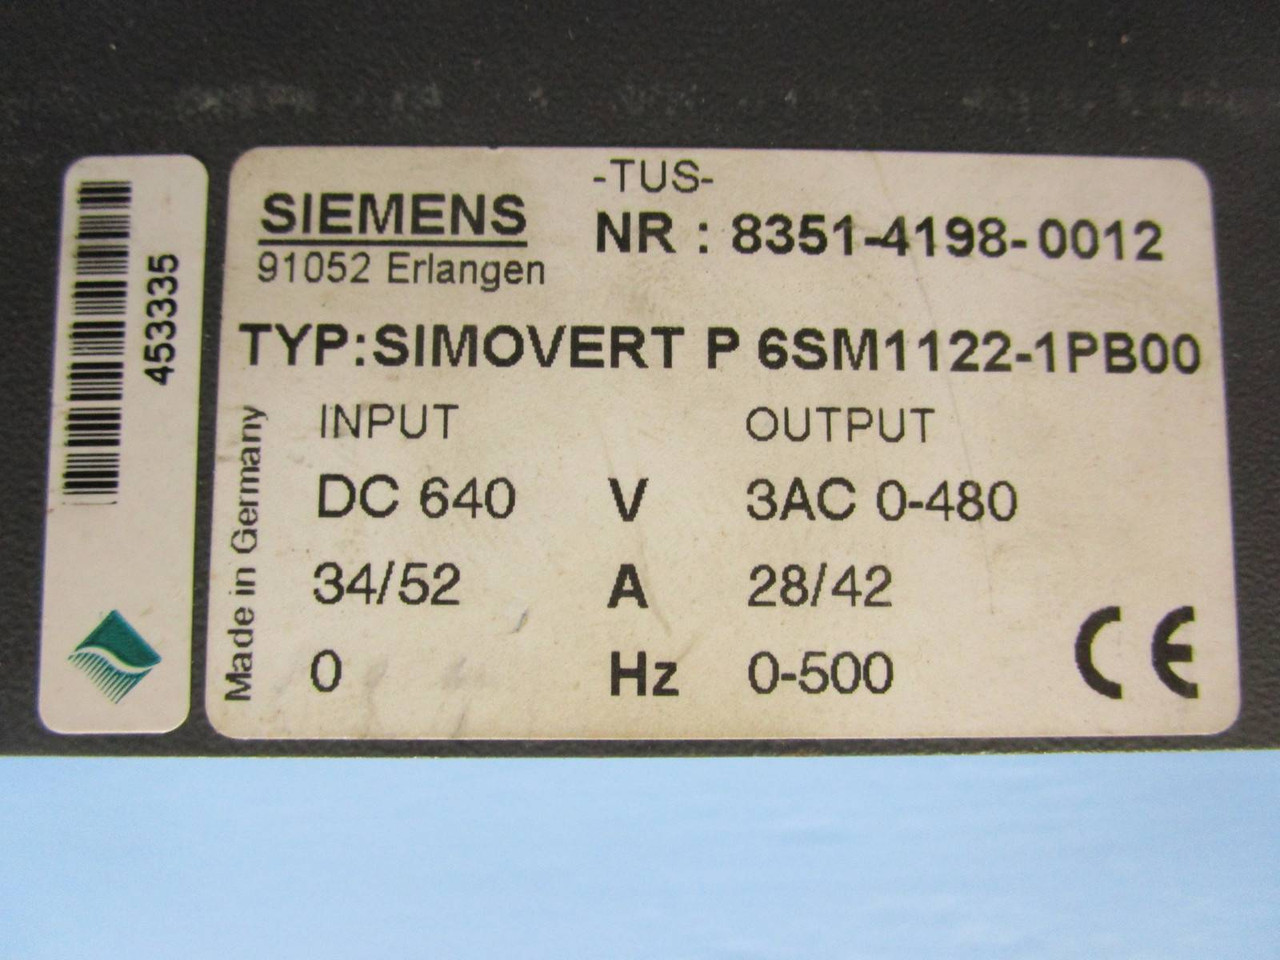 453335
-TUS-
SIEMENS
NR : 8351-4198-0012
91052 Erlangen
TYP:SIMOVERT P 6SM1122-1PB00
INPUT OUTPUT
DC 640 V 3AC 0-480
34/52 A 28/42
0 Hz 0-500
Made in Germany
CE